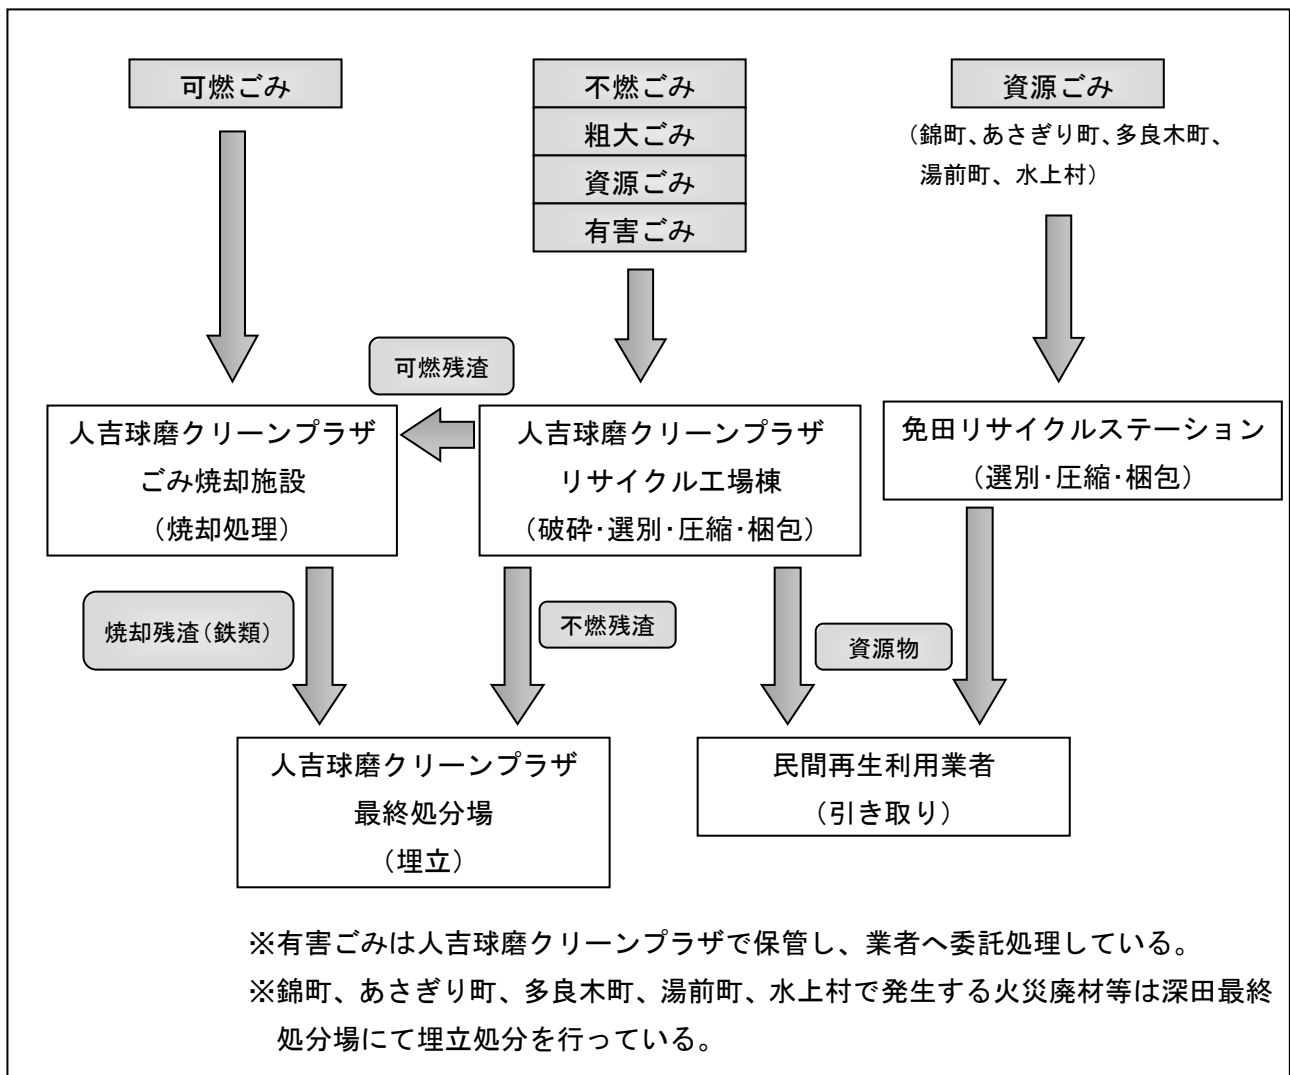 可燃ごみ
不燃ごみ
粗大ごみ
資源ごみ
有害ごみ
資源ごみ
(錦町、あさぎり町、多良木町、
湯前町、水上村)
可燃残渣
人吉球磨クリーンプラザ
ごみ焼却施設
(焼却処理)
人吉球磨クリーンプラザ
リサイクル工場棟
(破砕・選別・圧縮・梱包)
免田リサイクルステーション
(選別・圧縮・梱包)
焼却残渣(鉄類)
不燃残渣
資源物
人吉球磨クリーンプラザ
最終処分場
(埋立)
民間再生利用業者
(引き取り)
※有害ごみは人吉球磨クリーンプラザで保管し、業者へ委託処理している。
※錦町、あさぎり町、多良木町、湯前町、水上村で発生する火災廃材等は深田最終
処分場にて埋立処分を行っている。